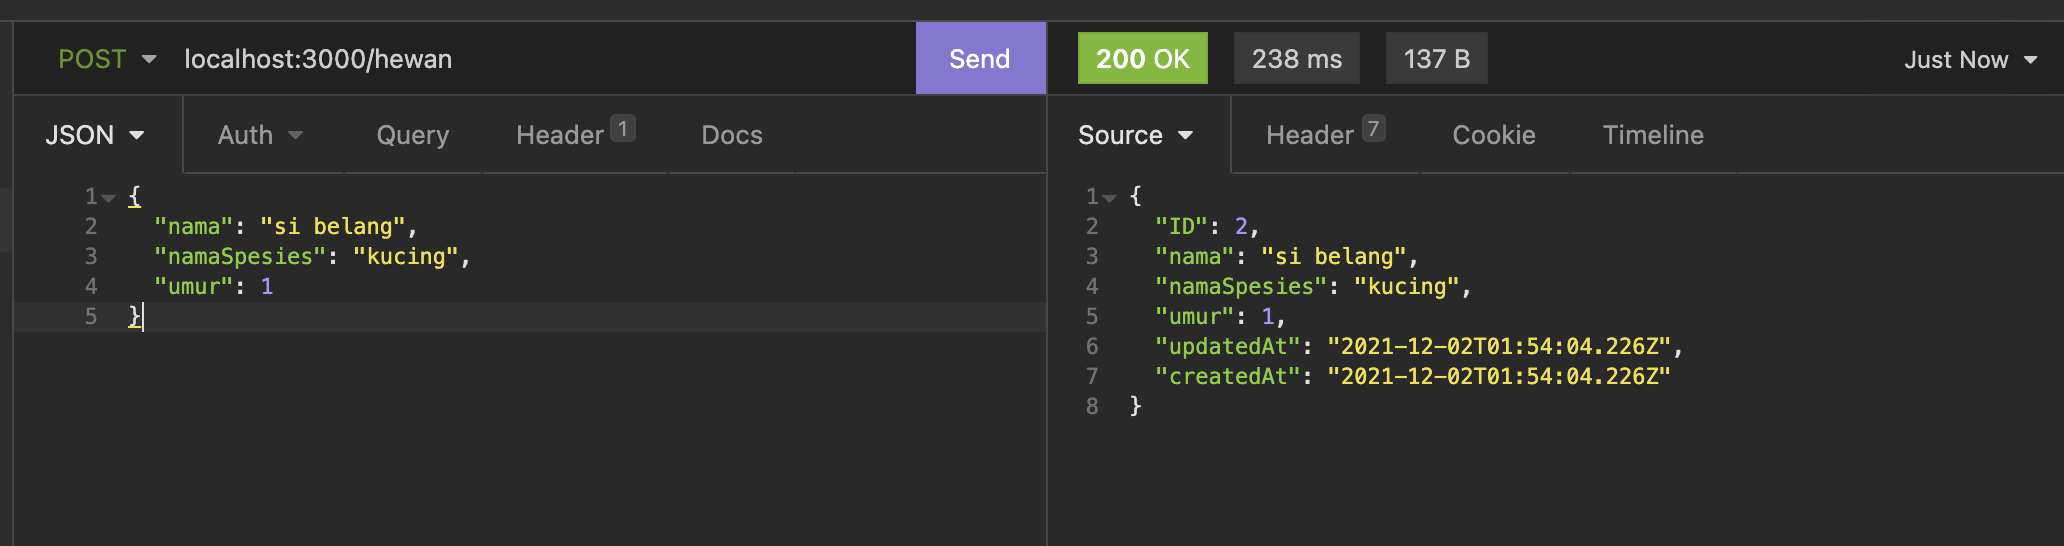 POST localhost:3000/hewan Send
JSON Auth Query Header 1 Docs
1 {
2 "nama": "si belang",
3 "namaSpesies": "kucing",
4 "umur": 1
5 }
200 OK 238 ms 137 B Just Now
Source Header 7 Cookie Timeline
1 {
2 "ID": 2,
3 "nama": "si belang",
4 "namaSpesies": "kucing",
5 "umur": 1,
6 "updatedAt": "2021-12-02T01:54:04.226Z",
7 "createdAt": "2021-12-02T01:54:04.226Z"
8 }